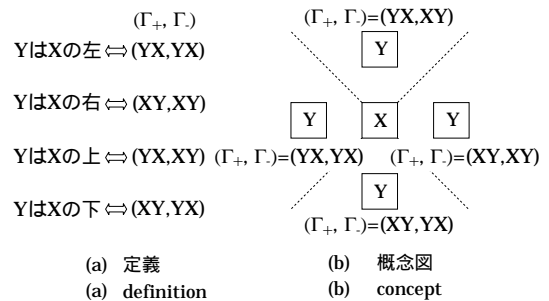 (Γ₊, Γ₋)
YはXの左⇔(YX,YX)
YはXの右⇔(XY,XY)
YはXの上⇔(YX,XY)
YはXの下⇔(XY,YX)
(a) 定義
(a) definition
(Γ₊, Γ₋)=(YX,XY)
Y
Y X Y
(Γ₊, Γ₋)=(YX,YX) (Γ₊, Γ₋)=(XY,XY)
Y
(Γ₊, Γ₋)=(XY,YX)
(b) 概念図
(b) concept